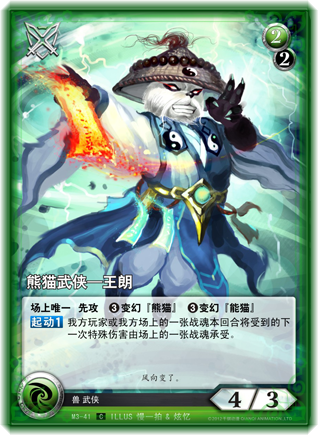 2
2
熊猫武侠—王朗
场上唯一 先攻 ③变幻『熊猫』 ③变幻『能猫』
起动1 我方玩家或我方场上的一张战魂本回合将受到的下
一次特殊伤害由场上的一张战魂承受。
风向变了。
兽 武侠
4/3
M3-41 C ILLUS 慢一拍 & 炫忆